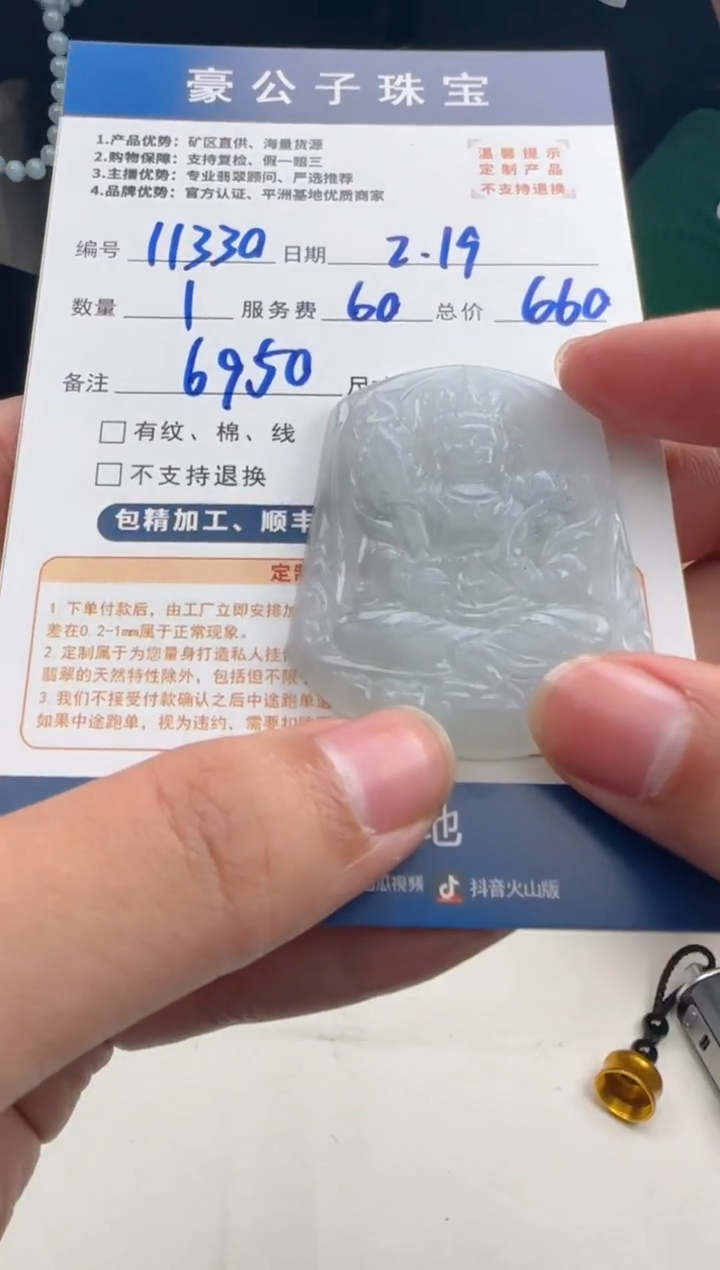 豪公子珠宝
1.产品优势：矿区直供、海量货源
2.购物保障：支持复检、假一赔三
3.主播优势：专业翡翠顾问、严选推荐
4.品牌优势：官方认证、平洲基地优质商家
温馨提示
定制产品
不支持退换
编号 11330 日期 2.19
数量 1 服务费 60 总价 660
备注 6950 尺
□ 有纹、棉、线
□ 不支持退换
包精加工、顺丰
定制
1 下单付款后，由工厂立即安排加
差在0.2-1mm属于正常现象。
2.定制属于为您量身打造私人挂
翡翠的天然特性除外，包括但不限
3.我们不接受付款确认之后中途跑单
如果中途跑单，视为违约，需要扣
地
瓜视频 抖音火山版